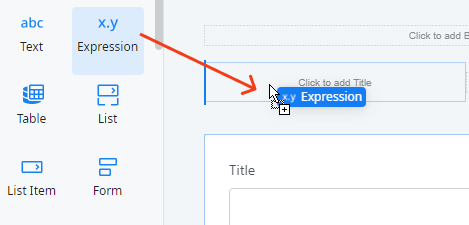 abc
Text
x.y
Expression
Table
List
List Item
Form
Click to add B
Click to add Title
x.y Expression
Title